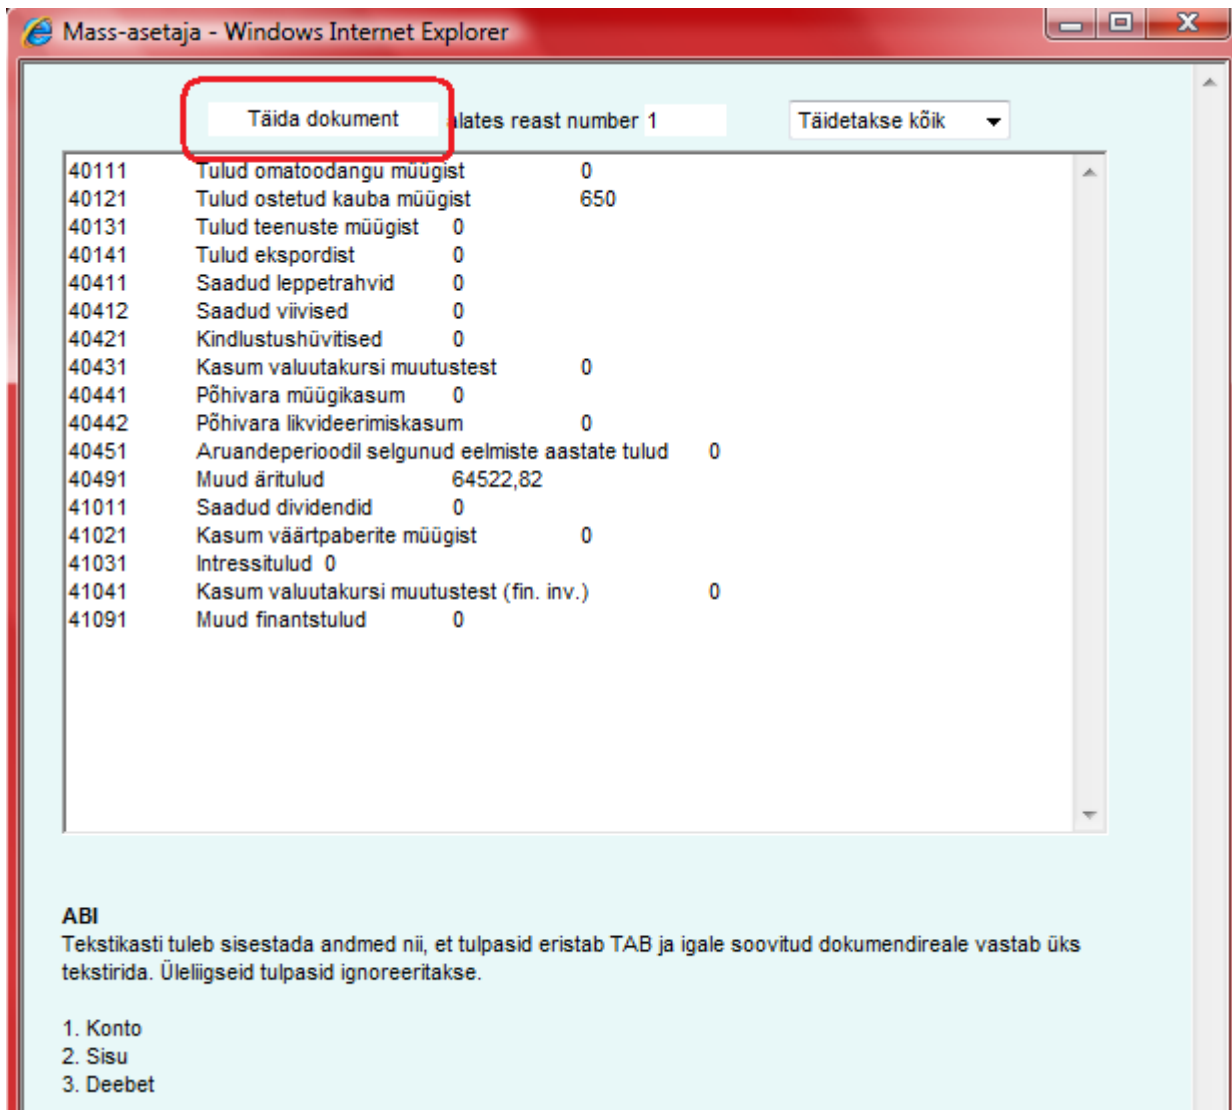 Mass-asetaja - Windows Internet Explorer
Täida dokument alates reast number 1 Täidetakse kõik
40111 Tulud omatoodangu müügist 0
40121 Tulud ostetud kauba müügist 650
40131 Tulud teenuste müügist 0
40141 Tulud ekspordist 0
40411 Saadud leppetrahvid 0
40412 Saadud viivised 0
40421 Kindlustushüvitised 0
40431 Kasum valuutakursi muutustest 0
40441 Põhivara müügikasum 0
40442 Põhivara likvideerimiskasum 0
40451 Aruandeperioodil selgunud eelmiste aastate tulud 0
40491 Muud äritulud 64522,82
41011 Saadud dividendid 0
41021 Kasum väärtpaberite müügist 0
41031 Intressitulud 0
41041 Kasum valuutakursi muutustest (fin. inv.) 0
41091 Muud finantstulud 0
ABI
Tekstikasti tuleb sisestada andmed nii, et tulpasid eristab TAB ja igale soovitud dokumendireale vastab üks
tekstirida. Üleliigseid tulpasid ignoreeritakse.
1. Konto
2. Sisu
3. Deebet